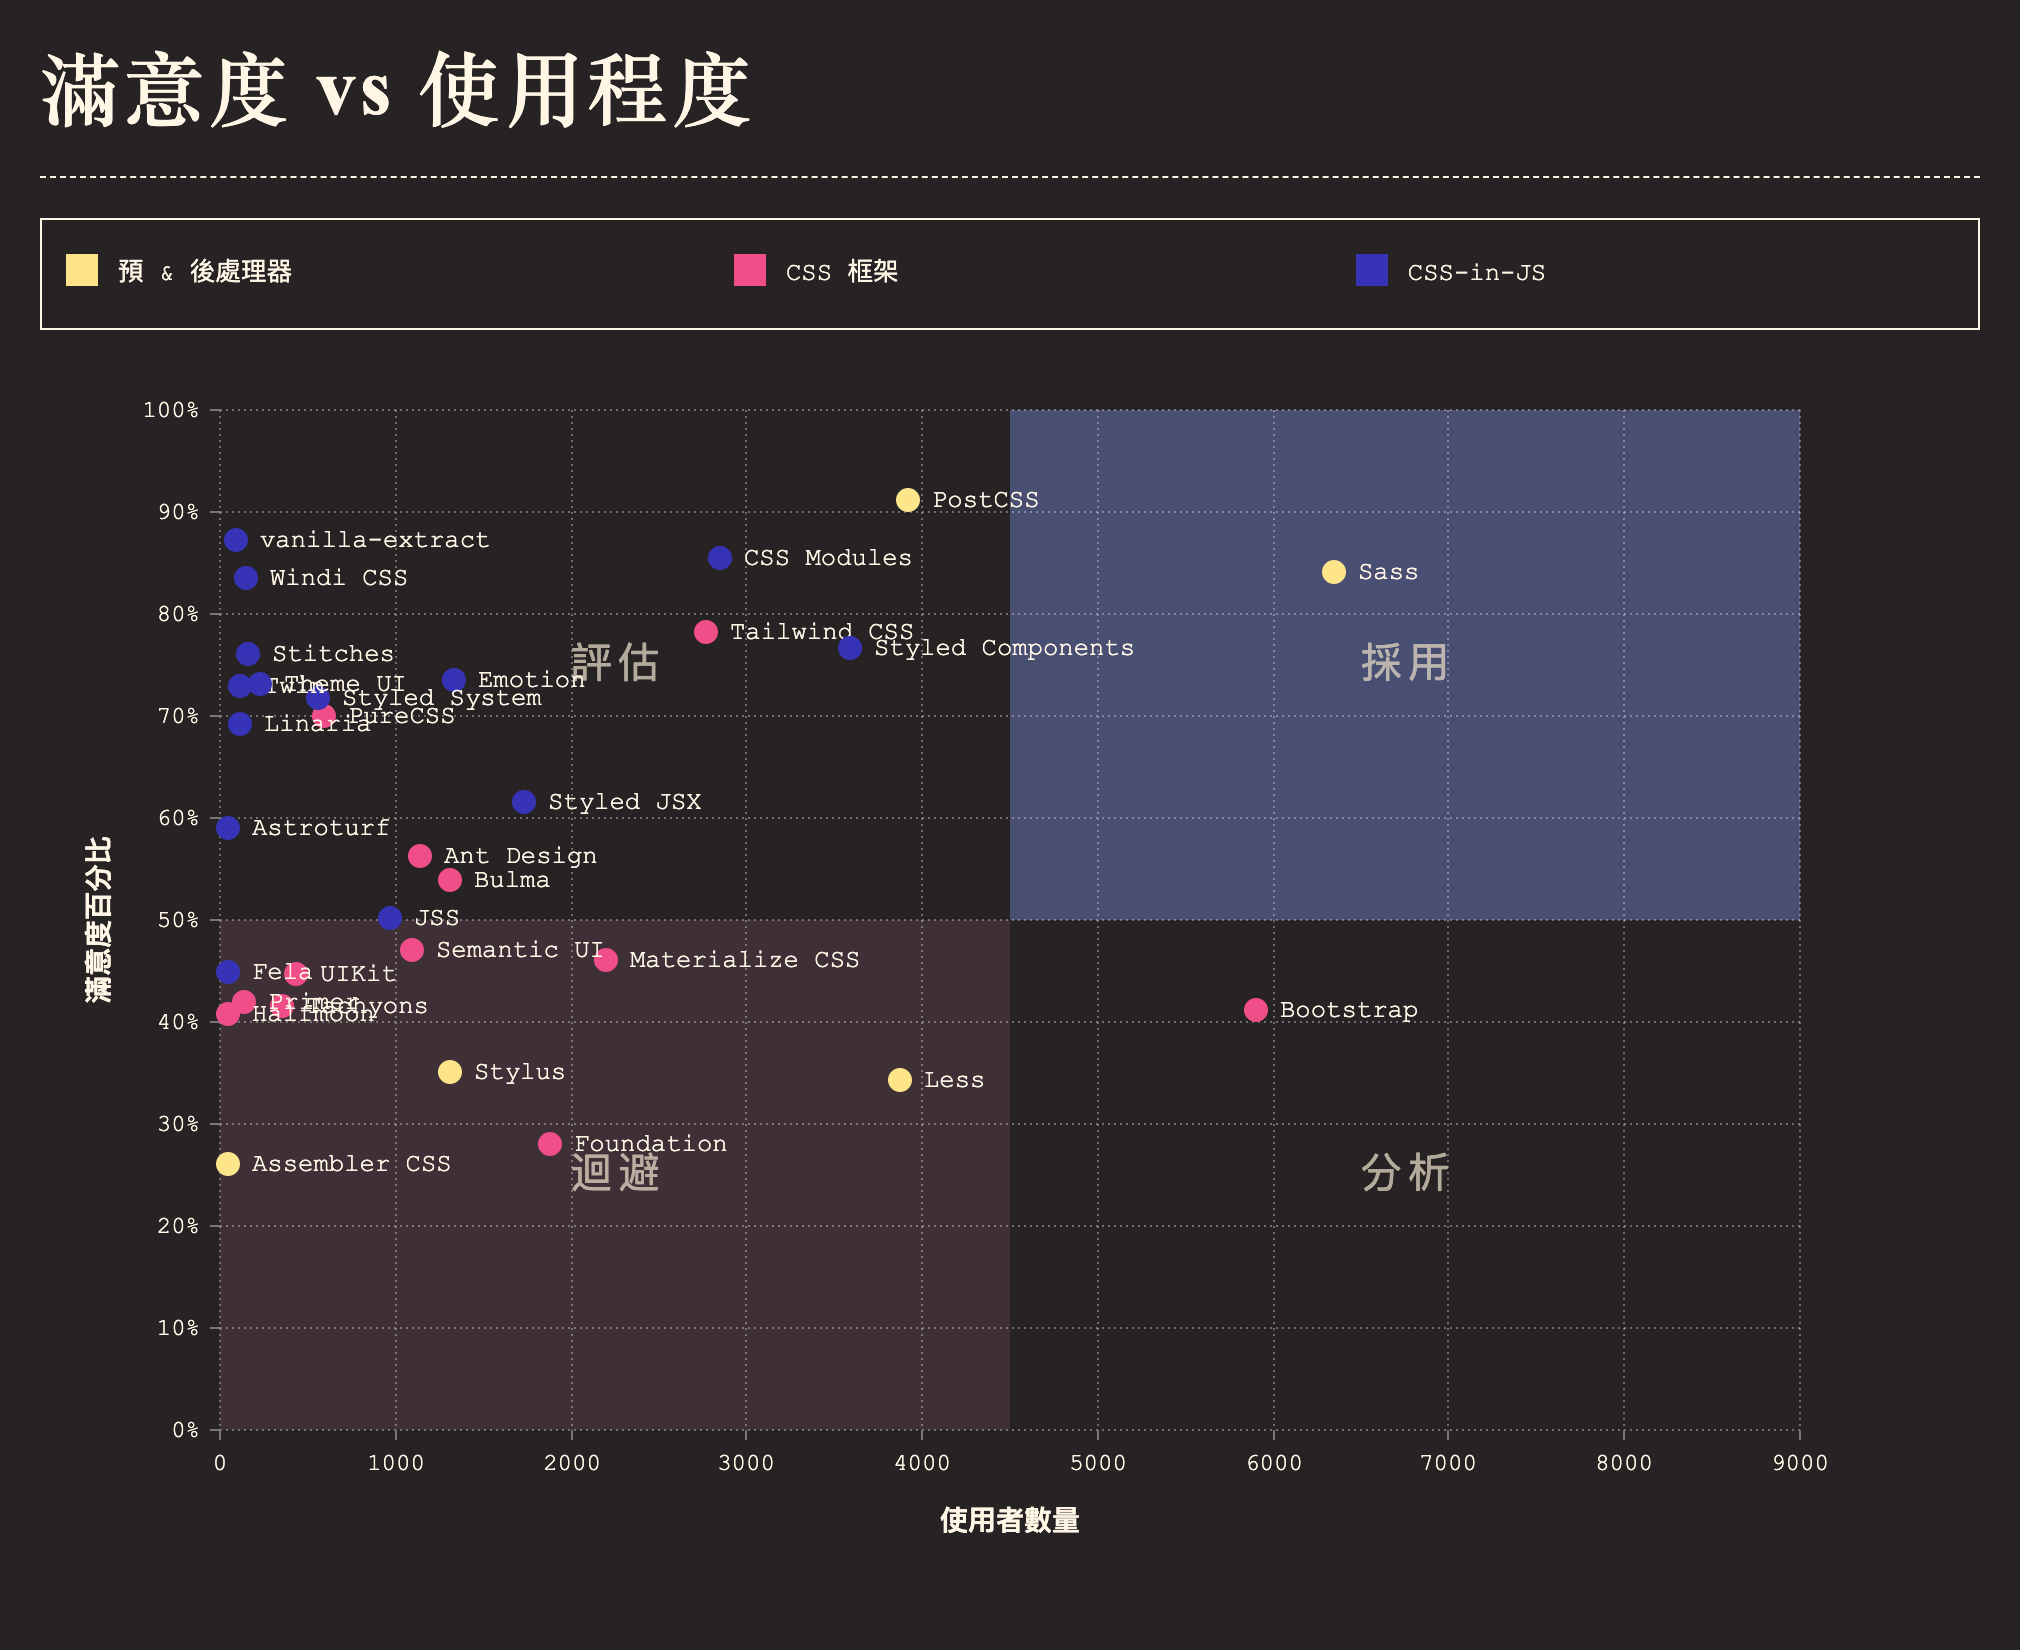 滿意度 vs 使用程度
預 & 後處理器
CSS 框架
CSS-in-JS
100%
90%
80%
70%
60%
50%
40%
30%
20%
10%
0%
滿意度百分比
PostCSS
vanilla-extract
CSS Modules
Sass
Windi CSS
Tailwind CSS
Styled Components
Stitches
評估
採用
Emotion
Theme UI
Twin
Styled System
PureCSS
Linaria
Styled JSX
Astroturf
Ant Design
Bulma
JSS
Semantic UI
Materialize CSS
Fela
UIKit
Primer
Tachyons
Halfmoon
Bootstrap
Stylus
Less
Foundation
Assembler CSS
迴避
分析
0
1000
2000
3000
4000
5000
6000
7000
8000
9000
使用者數量